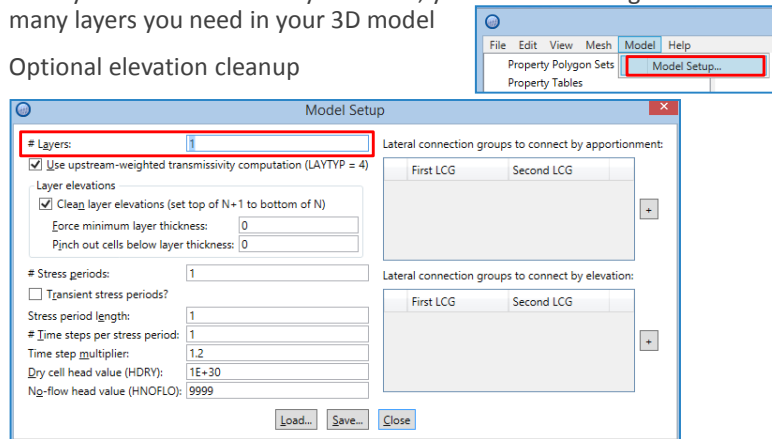 many layers you need in your 3D model
Optional elevation cleanup
File Edit View Mesh Model Help
Property Polygon Sets
Model Setup...
Property Tables
Model Setup
# Layers: 1
Use upstream-weighted transmissivity computation (LAYTYP = 4)
Layer elevations
Clean layer elevations (set top of N+1 to bottom of N)
Force minimum layer thickness: 0
Pinch out cells below layer thickness: 0
# Stress periods: 1
Transient stress periods?
Stress period length: 1
# Time steps per stress period: 1
Time step multiplier: 1.2
Dry cell head value (HDRY): 1E+30
No-flow head value (HNOFLO): 9999
Lateral connection groups to connect by apportionment:
First LCG Second LCG
+
Lateral connection groups to connect by elevation:
First LCG Second LCG
+
Load... Save... Close